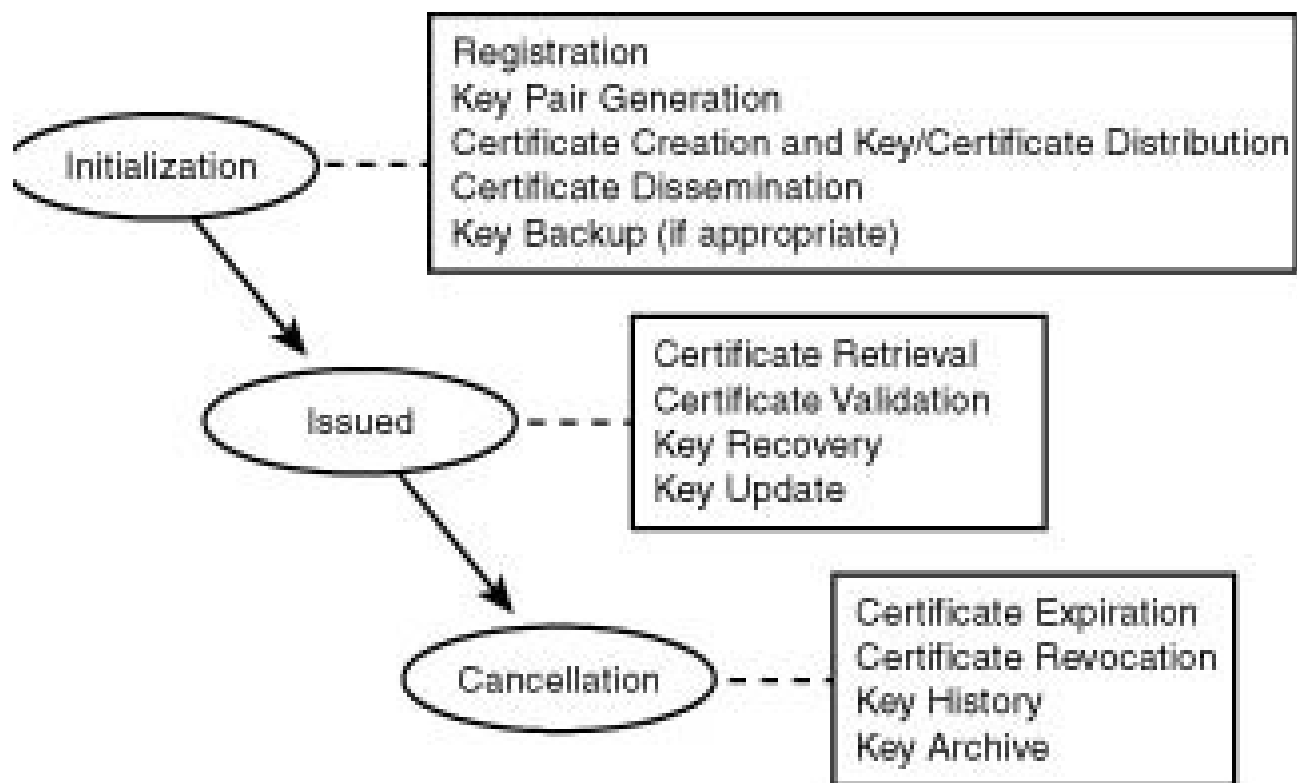 Registration
Key Pair Generation
Certificate Creation and Key/Certificate Distribution
Initialization
Certificate Dissemination
Key Backup (if appropriate)
Certificate Retrieval
Certificate Validation
Issued
Key Recovery
Key Update
Certificate Expiration
Certificate Revocation
Cancellation
Key History
Key Archive